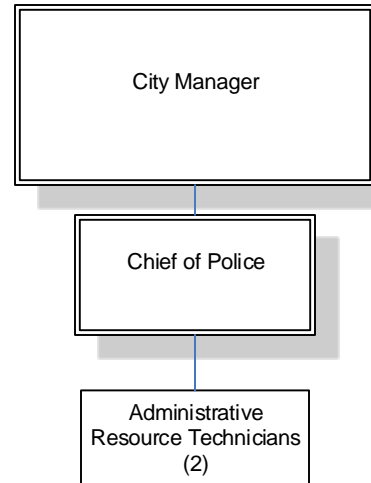 City Manager
Chief of Police
Administrative
Resource Technicians
(2)